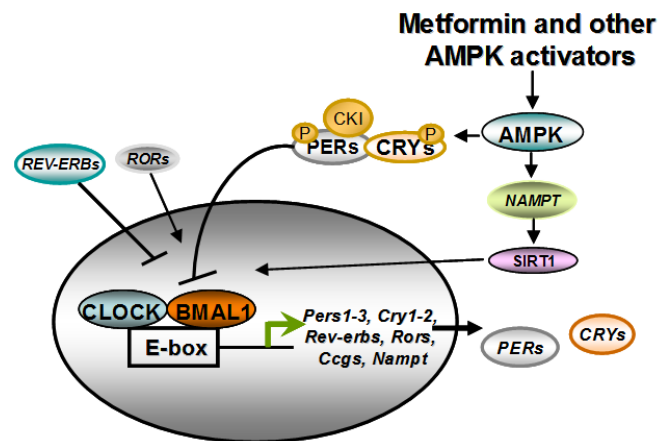 Metformin and other
AMPK activators
CKI
P
P
PERs
CRYs
AMPK
REV-ERBs
RORs
NAMPT
SIRT1
CLOCK
BMAL1
E-box
Pers1-3, Cry1-2,
Rev-erbs, Rors,
Ccgs, Nampt
PERs
CRYs